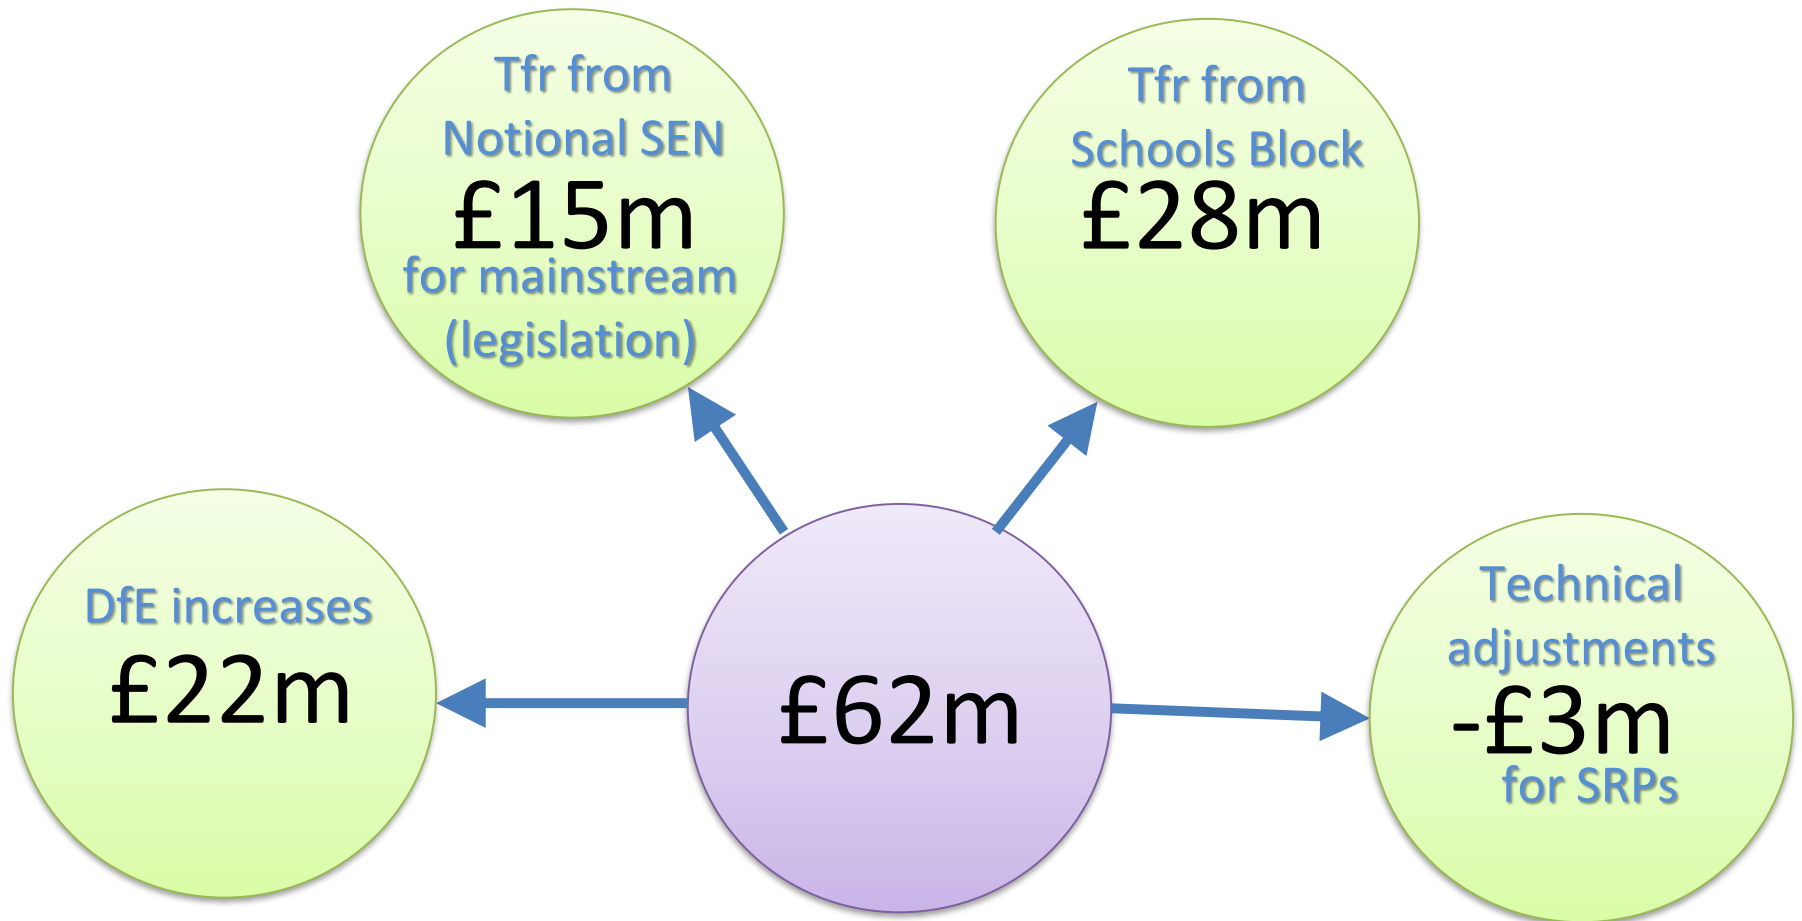 Tfr from
Notional SEN
£15m
for mainstream
(legislation)
Tfr from
Schools Block
£28m
DfE increases
£22m
£62m
Technical
adjustments
-£3m
for SRPs